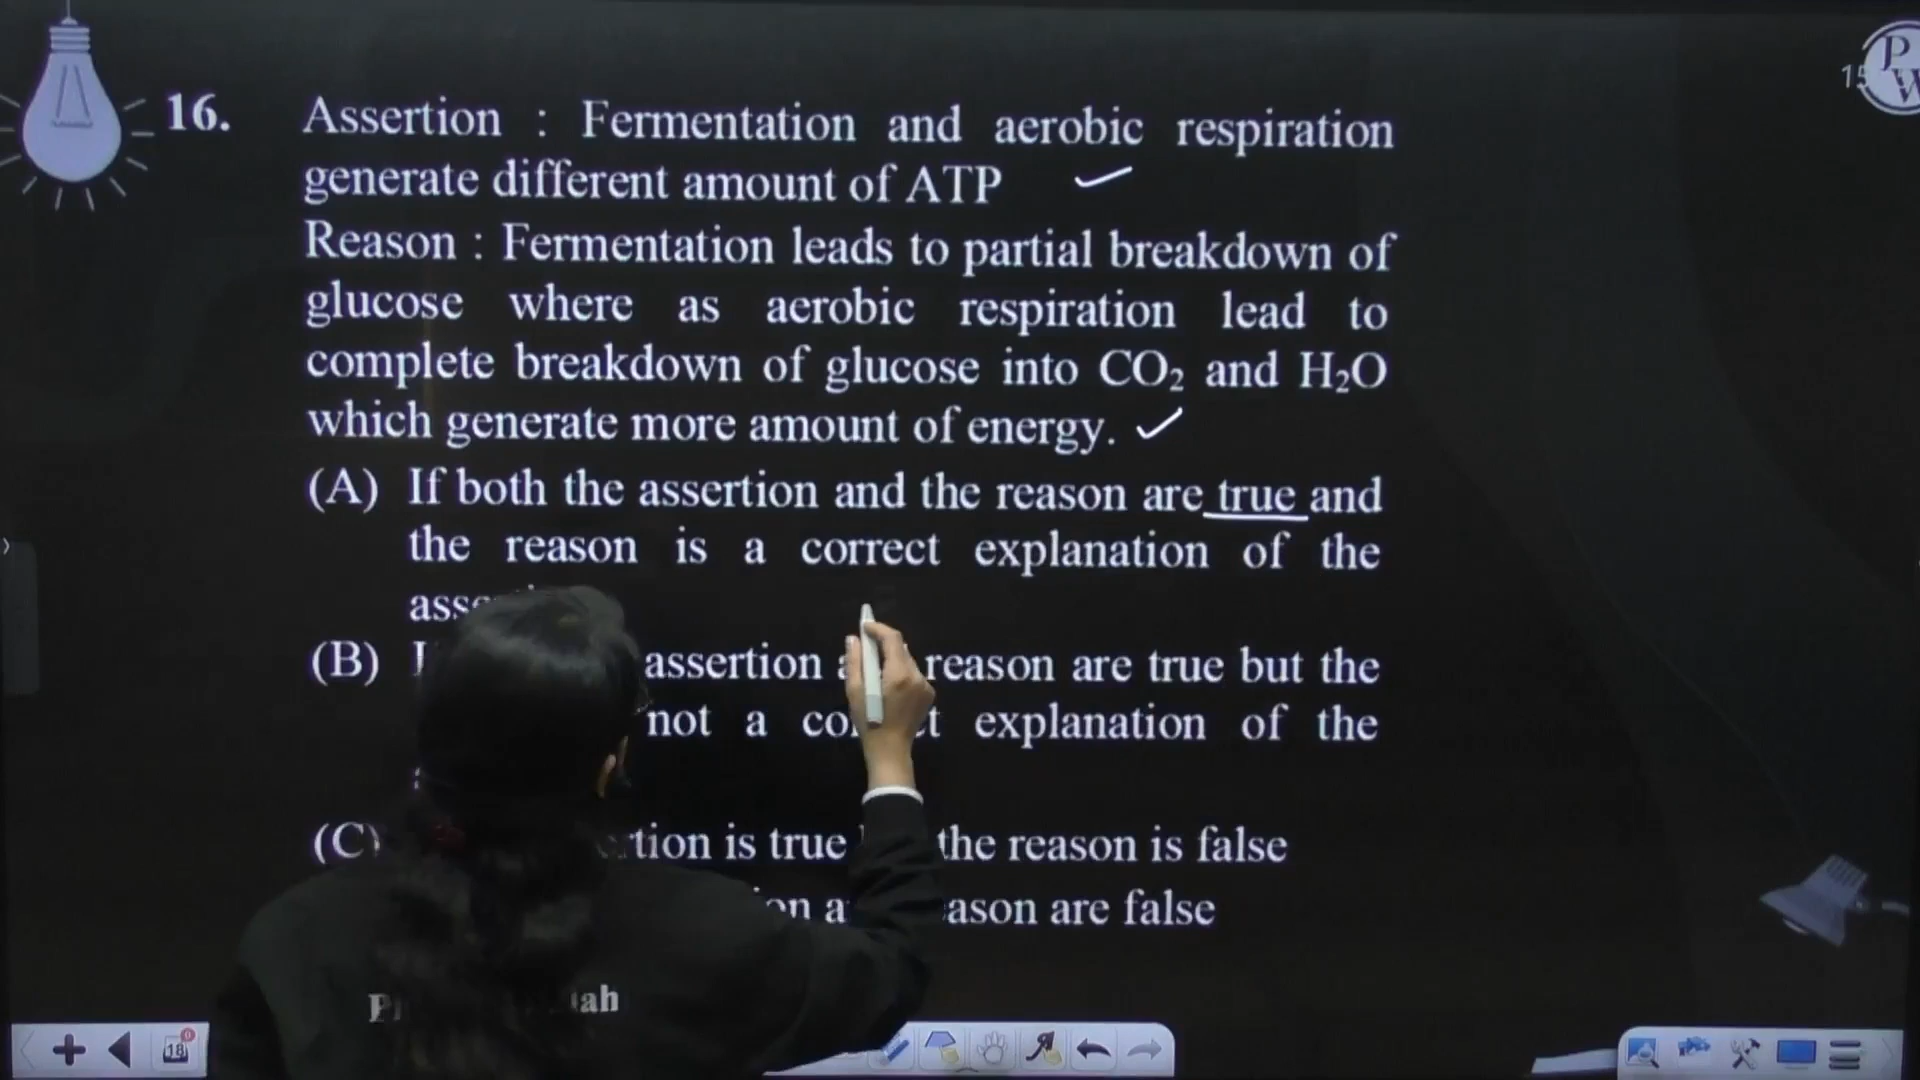 16. Assertion : Fermentation and aerobic respiration
generate different amount of ATP
Reason : Fermentation leads to partial breakdown of
glucose where as aerobic respiration lead to
complete breakdown of glucose into CO₂ and H₂O
which generate more amount of energy.
(A) If both the assertion and the reason are true and
the reason is a correct explanation of the
(B) assertion reason are true but the
not a explanation of the
(C) is true the reason is false
are false
18